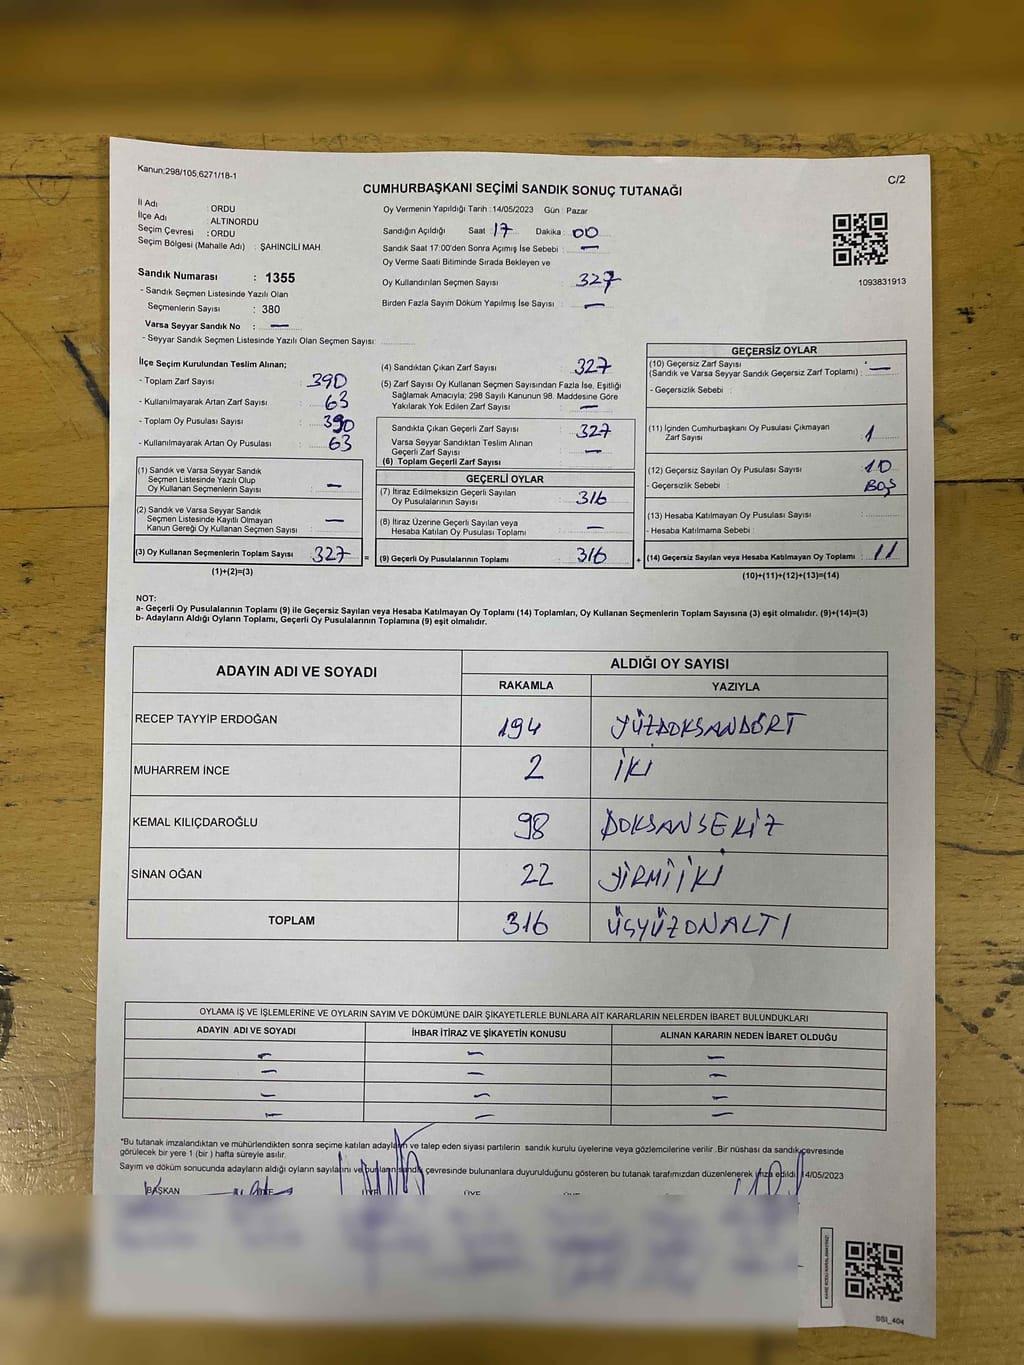 Kanun:298/105,6271/18-1
C/2
CUMHURBAŞKANI SEÇİMİ SANDIK SONUÇ TUTANAĞI
İl Adı : ORDU
İlçe Adı : ALTINORDU
Seçim Çevresi : ORDU
Seçim Bölgesi (Mahalle Adı) : ŞAHİNCİLİ MAH.
Sandık Numarası : 1355
- Sandık Seçmen Listesinde Yazılı Olan
Seçmenlerin Sayısı : 380
Varsa Seyyar Sandık No : —
- Seyyar Sandık Seçmen Listesinde Yazılı Olan Seçmen Sayısı:
Oy Vermenin Yapıldığı Tarih :14/05/2023 Gün : Pazar
Sandığın Açıldığı Saat 17 Dakika : 00
Sandık Saat 17:00'den Sonra Açımış İse Sebebi : —
Oy Verme Saati Bitiminde Sırada Bekleyen ve
Oy Kullandırılan Seçmen Sayısı : 327
Birden Fazla Sayım Döküm Yapılmış İse Sayısı : —
1093831913
İlçe Seçim Kurulundan Teslim Alınan;
- Toplam Zarf Sayısı : 390
- Kullanılmayarak Artan Zarf Sayısı : 63
- Toplam Oy Pusulası Sayısı : 390
- Kullanılmayarak Artan Oy Pusulası : 63
(1) Sandık ve Varsa Seyyar Sandık
Seçmen Listesinde Yazılı Olup
Oy Kullanan Seçmenlerin Sayısı : —
(2) Sandık ve Varsa Seyyar Sandık
Seçmen Listesinde Kayıtlı Olmayan
Kanun Gereği Oy Kullanan Seçmen Sayısı : —
(3) Oy Kullanan Seçmenlerin Toplam Sayısı : 327 =
(1)+(2)=(3)
(4) Sandıktan Çıkan Zarf Sayısı : 327
(5) Zarf Sayısı Oy Kullanan Seçmen Sayısından Fazla İse, Eşitliği
Sağlamak Amacıyla; 298 Sayılı Kanunun 98. Maddesine Göre
Yakılarak Yok Edilen Zarf Sayısı : —
Sandıkta Çıkan Geçerli Zarf Sayısı : 327
Varsa Seyyar Sandıktan Teslim Alınan
Geçerli Zarf Sayısı : —
(6) Toplam Geçerli Zarf Sayısı :
GEÇERLİ OYLAR
(7) İtiraz Edilmeksizin Geçerli Sayılan
Oy Pusulalarının Sayısı : 316
(8) İtiraz Üzerine Geçerli Sayılan veya
Hesaba Katılan Oy Pusulası Toplamı : —
(9) Geçerli Oy Pusulalarının Toplamı : 316 +
GEÇERSİZ OYLAR
(10) Geçersiz Zarf Sayısı
(Sandık ve Varsa Seyyar Sandık Geçersiz Zarf Toplamı) : —
- Geçersizlik Sebebi :
(11) İçinden Cumhurbaşkanı Oy Pusulası Çıkmayan
Zarf Sayısı : 1
(12) Geçersiz Sayılan Oy Pusulası Sayısı : 10
- Geçersizlik Sebebi : BOŞ
(13) Hesaba Katılmayan Oy Pusulası Sayısı :
- Hesaba Katılmama Sebebi :
(14) Geçersiz Sayılan veya Hesaba Katılmayan Oy Toplamı : 11
(10)+(11)+(12)+(13)=(14)
NOT:
a- Geçerli Oy Pusulalarının Toplamı (9) ile Geçersiz Sayılan veya Hesaba Katılmayan Oy Toplamı (14) Toplamları, Oy Kullanan Seçmenlerin Toplam Sayısına (3) eşit olmalıdır. (9)+(14)=(3)
b- Adayların Aldığı Oyların Toplamı, Geçerli Oy Pusulalarının Toplamına (9) eşit olmalıdır.
ADAYIN ADI VE SOYADI ALDIĞI OY SAYISI
RAKAMLA YAZIYLA
RECEP TAYYİP ERDOĞAN 194 YÜZDOKSANDÖRT
MUHARREM İNCE 2 İKİ
KEMAL KILIÇDAROĞLU 98 DOKSANSEKİZ
SİNAN OĞAN 22 YİRMİİKİ
TOPLAM 316 ÜÇYÜZONALTI
OYLAMA İŞ VE İŞLEMLERİNE VE OYLARIN SAYIM VE DÖKÜMÜNE DAİR ŞİKAYETLERLE BUNLARA AİT KARARLARIN NELERDEN İBARET BULUNDUKLARI
ADAYIN ADI VE SOYADI İHBAR İTİRAZ VE ŞİKAYETİN KONUSU ALINAN KARARIN NEDEN İBARET OLDUĞU
— — —
— — —
— — —
— — —
"Bu tutanak imzalandıktan ve mühürlendikten sonra seçime katılan adayların ve talep eden siyasi partilerin sandık kurulu üyelerine veya gözlemcilerine verilir .Bir nüshası da sandık çevresinde
görülecek bir yere 1 (bir ) hafta süreyle asılır.
Sayım ve döküm sonucunda adayların aldığı oyların sayılarını ve bunların sandık çevresinde bulunanlara duyurulduğunu gösteren bu tutanak tarafımızdan düzenlenerek imza edildi. 14/05/2023
BAŞKAN ÜYE ÜYE ÜYE
SSI_404